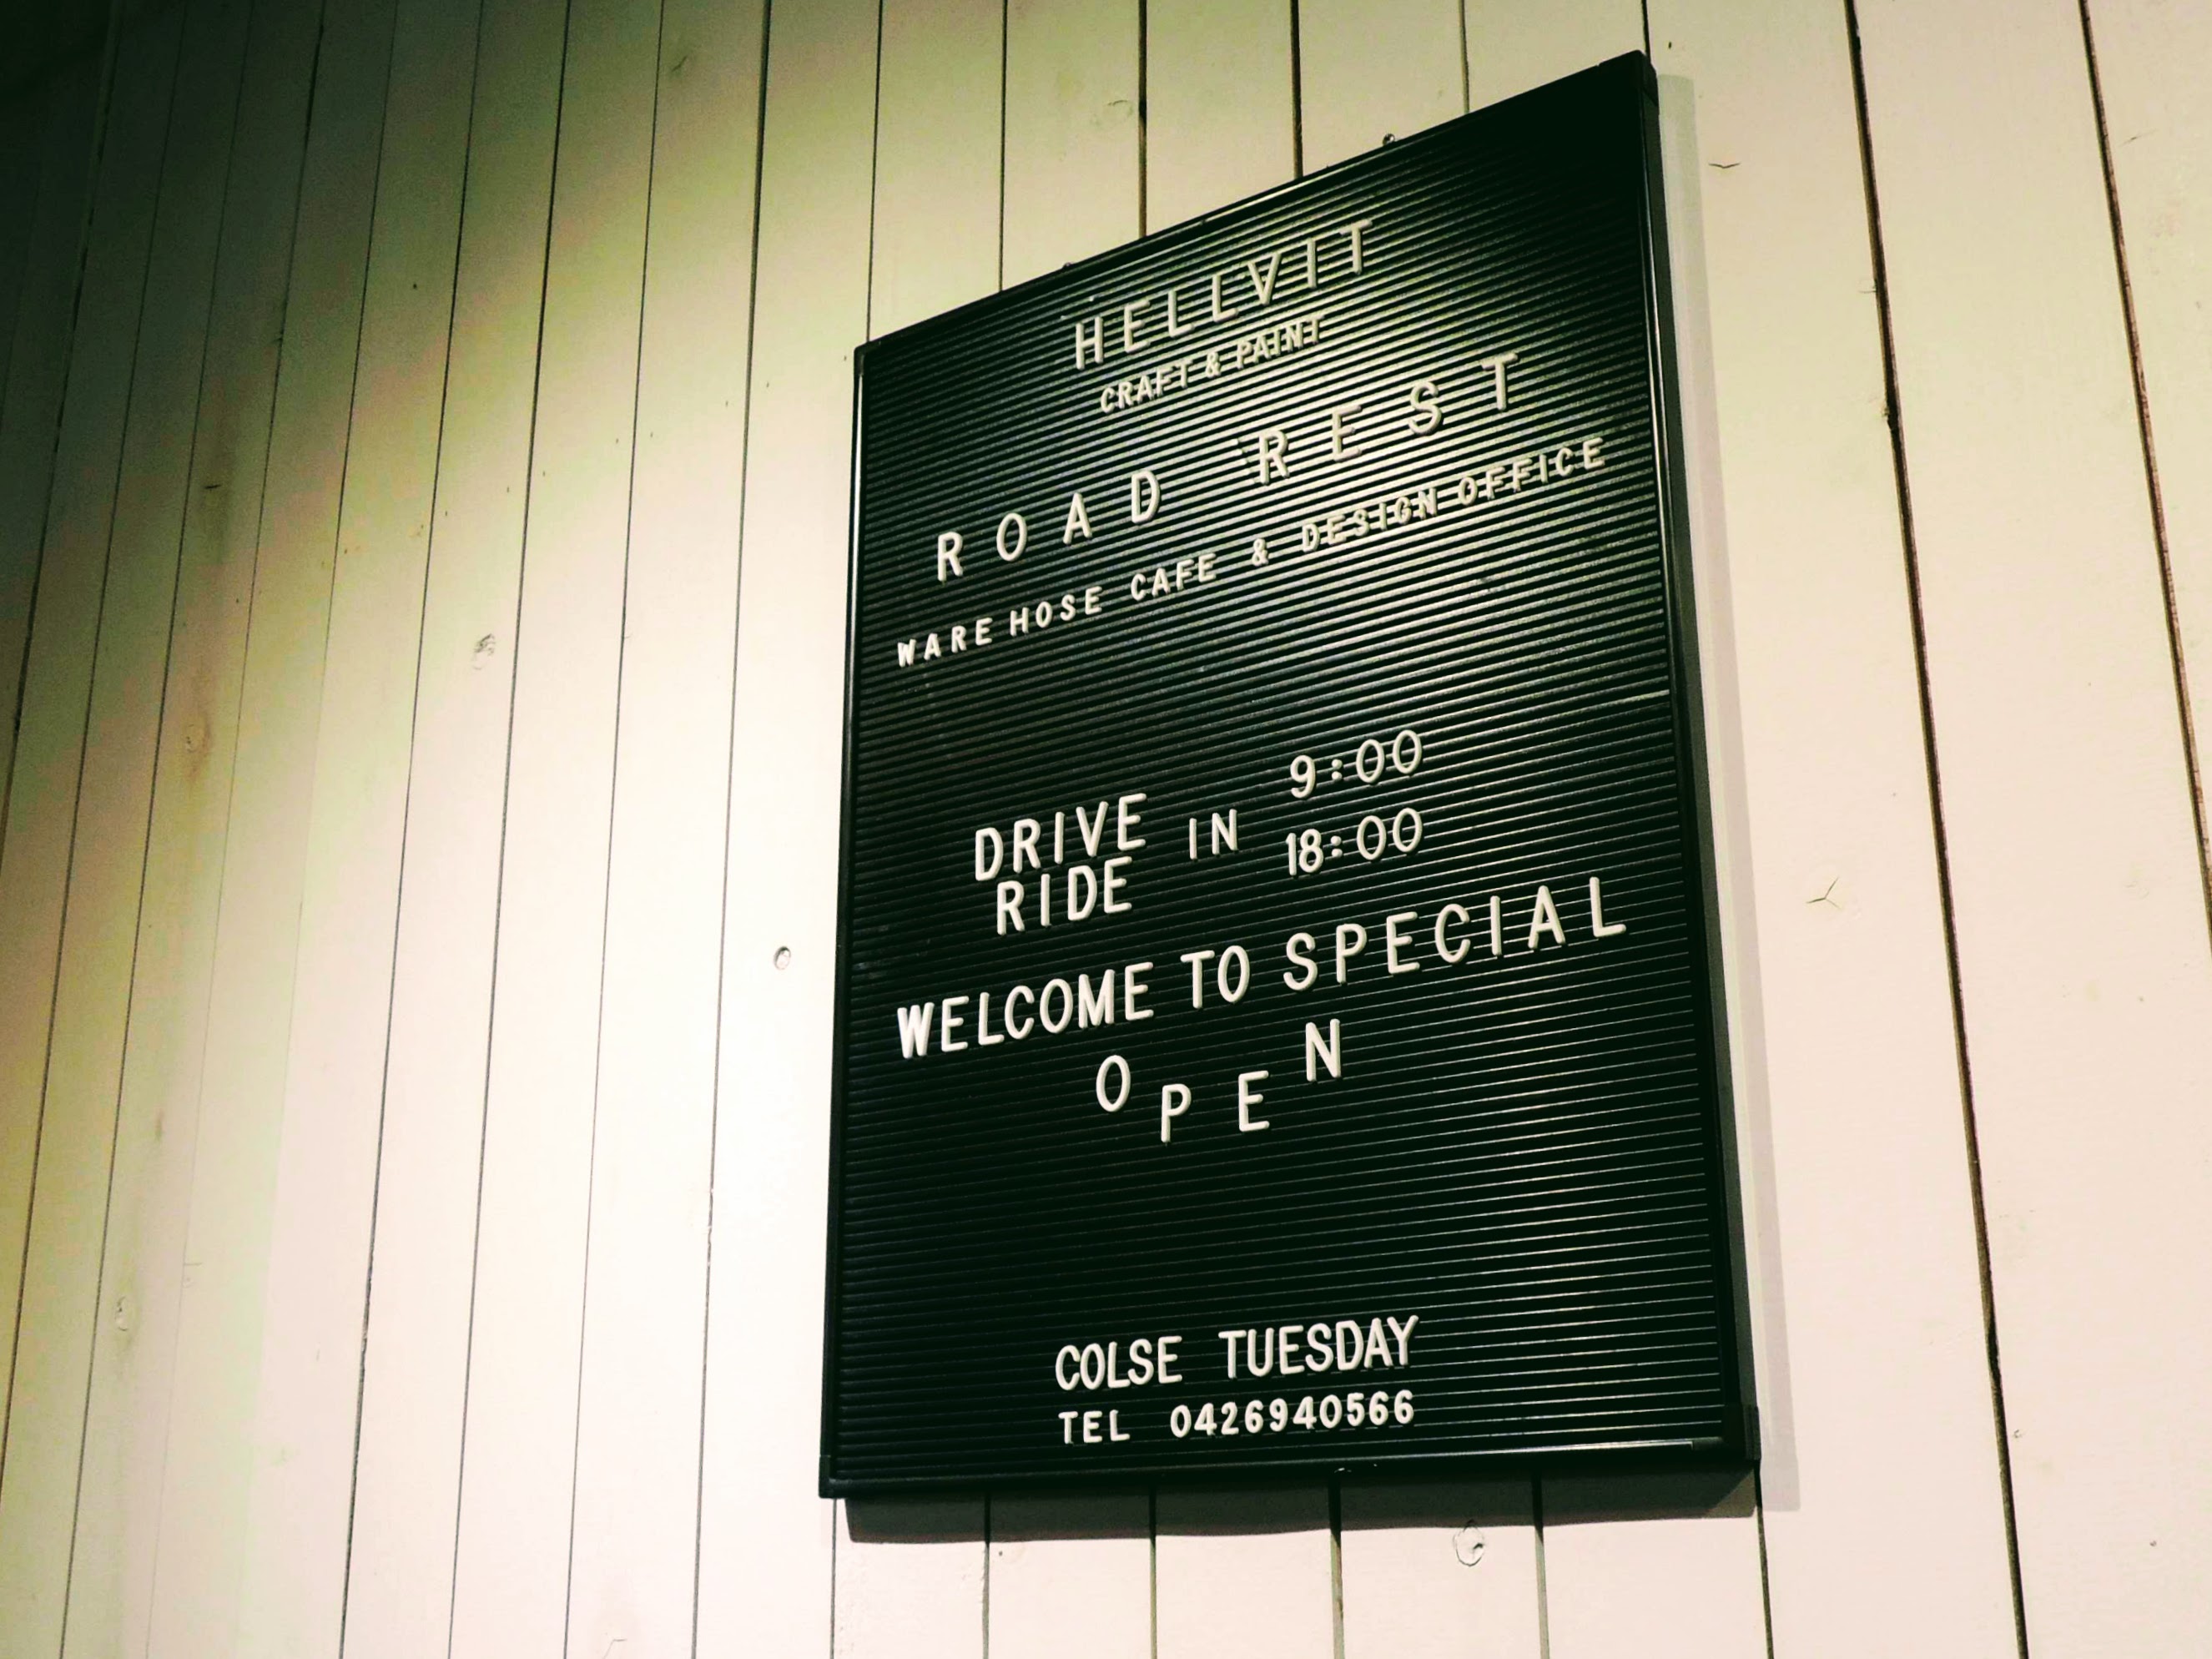 HELLVIT
CRAFT & PAINT
ROAD REST
WARE HOSE CAFE & DESIGN OFFICE
DRIVE IN 9:00
RIDE 18:00
WELCOME TO SPECIAL
OPEN
COLSE TUESDAY
TEL 0426940566